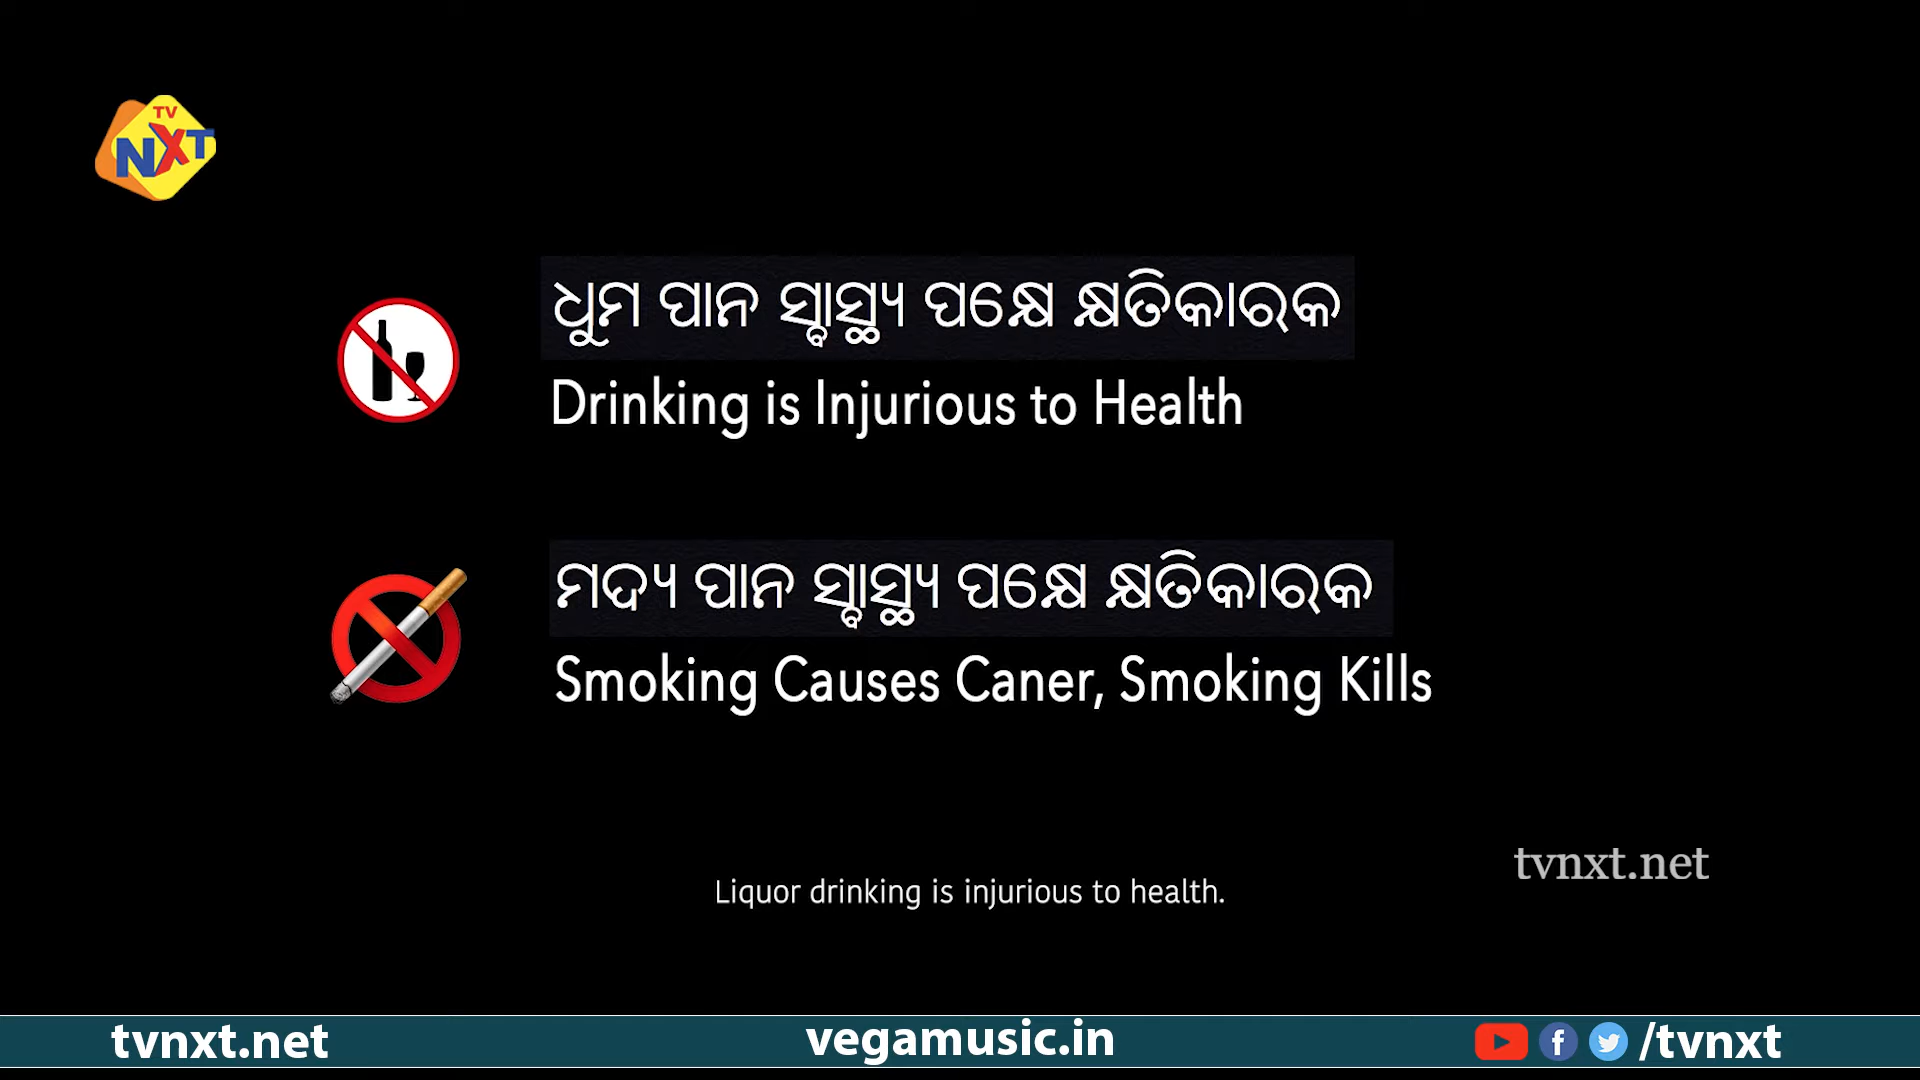 TV
NXT
ଧୁମ ପାନ ସ୍ବାସ୍ଥ୍ୟ ପକ୍ଷେ କ୍ଷତିକାରକ
Drinking is Injurious to Health
ମଦ୍ୟ ପାନ ସ୍ବାସ୍ଥ୍ୟ ପକ୍ଷେ କ୍ଷତିକାରକ
Smoking Causes Caner, Smoking Kills
tvnxt.net
Liquor drinking is injurious to health.
tvnxt.net
vegamusic.in
/tvnxt